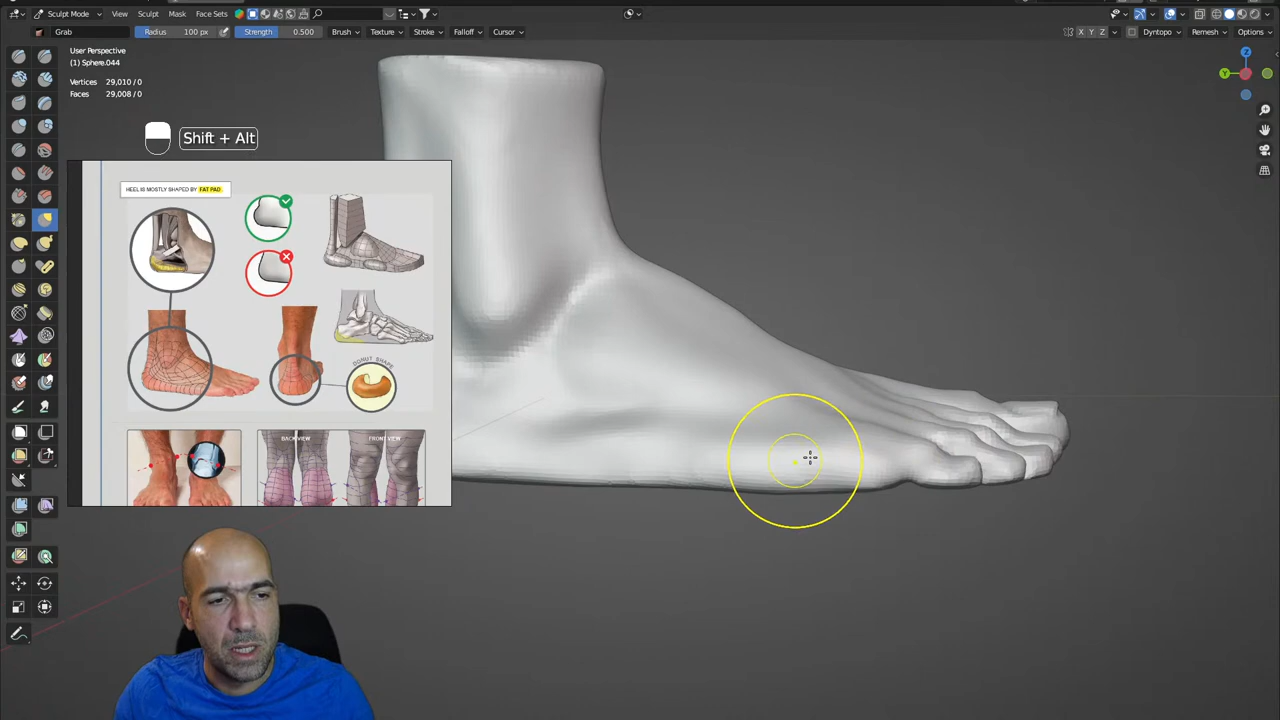 Sculpt Mode View Sculpt Mask Face Sets
Grab Radius 100 px Strength 0.500 Brush Texture Stroke Falloff Cursor X Y Z Dyntopo Remesh Options
User Perspective
(1) Sphere.044
Vertices 29,010 / 0
Faces 29,008 / 0
Z
Y
Shift + Alt
HEEL IS MOSTLY SHAPED BY FAT PAD
DONUT SHAPE
BACK VIEW FRONT VIEW